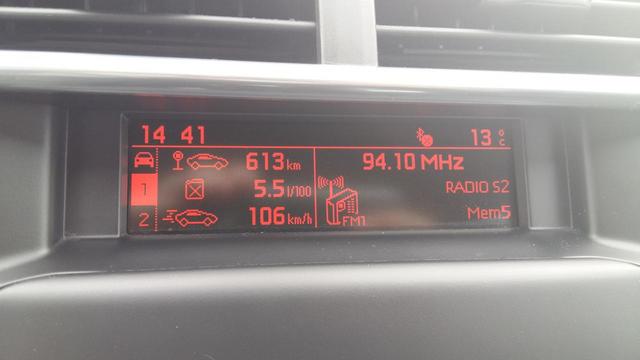 14 41
13 °C
1
2
613 km
5.5 l/100
106 km/h
94.10 MHz
RADIO S2
FM1
Mem5